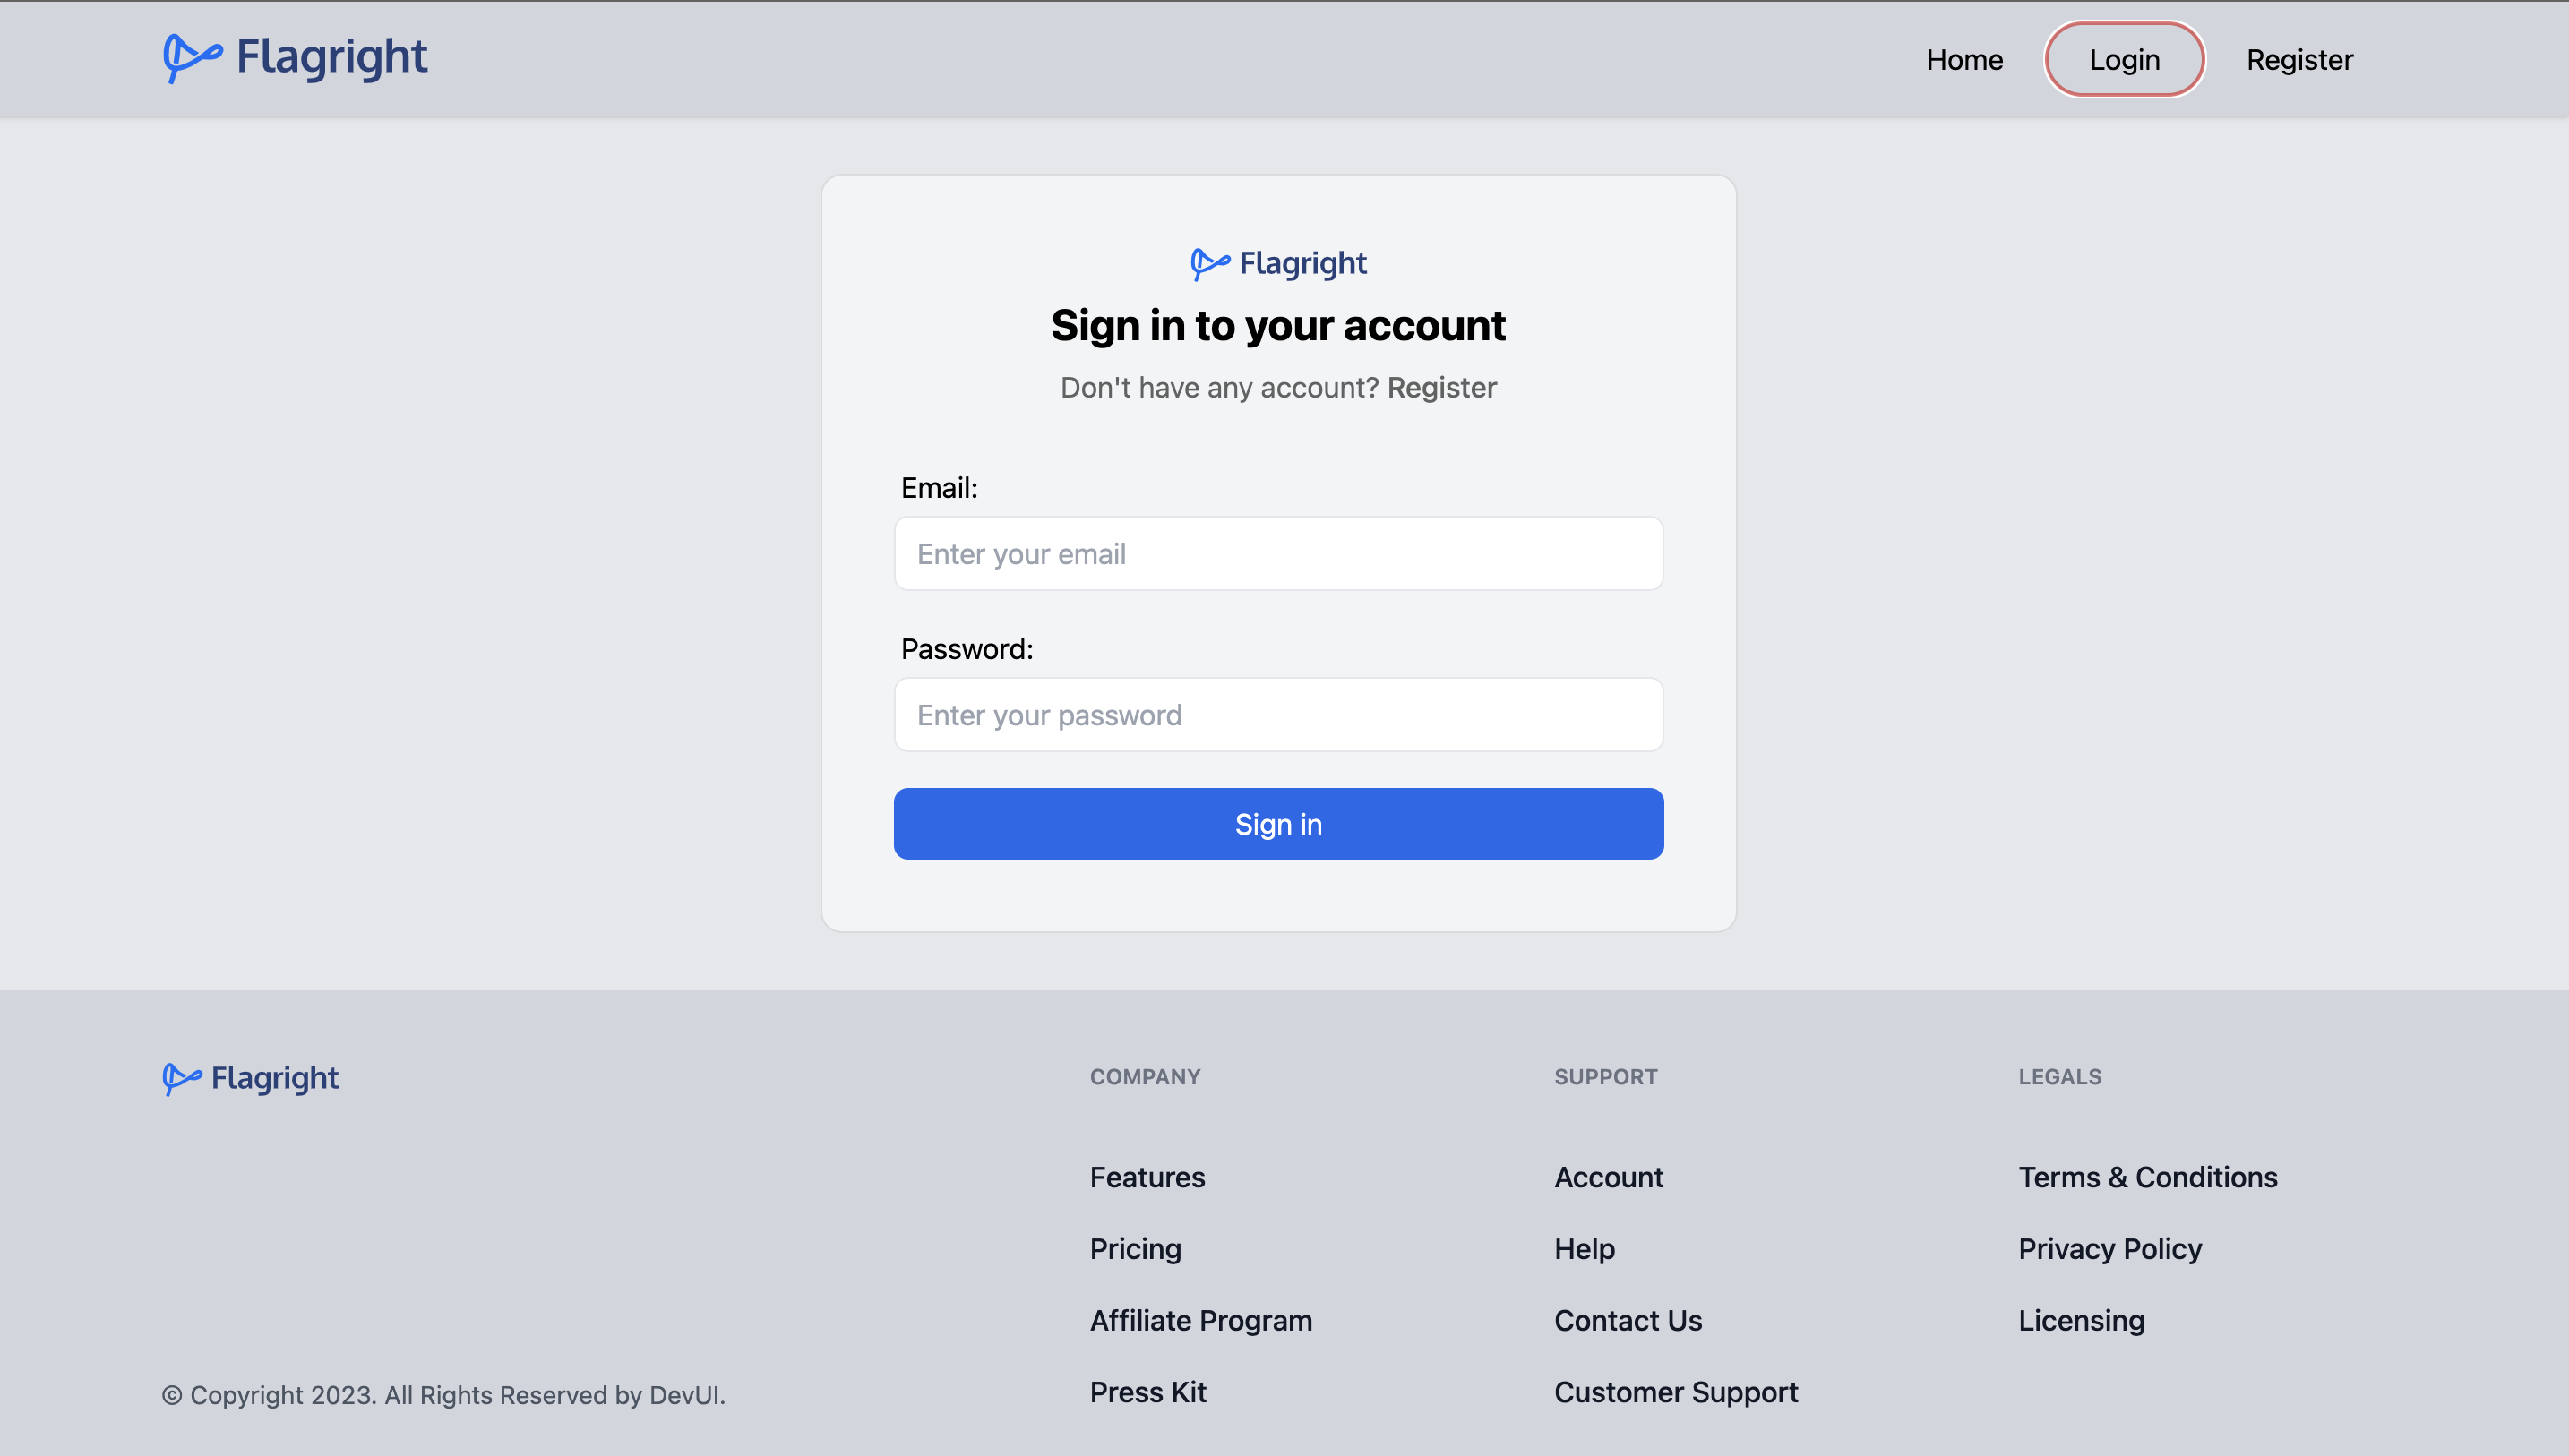 Flagright
Home Login Register
Flagright
Sign in to your account
Don't have any account? Register
Email:
Enter your email
Password:
Enter your password
Sign in
Flagright
COMPANY
Features
Pricing
Affiliate Program
Press Kit
SUPPORT
Account
Help
Contact Us
Customer Support
LEGALS
Terms & Conditions
Privacy Policy
Licensing
© Copyright 2023. All Rights Reserved by DevUI.